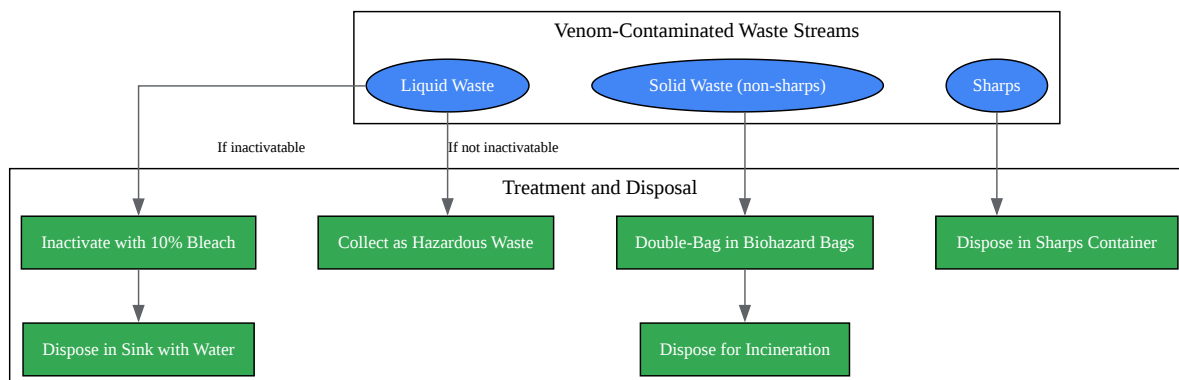 Venom-Contaminated Waste Streams
Liquid Waste
Solid Waste (non-sharps)
Sharps
If inactivatable
If not inactivatable
Treatment and Disposal
Inactivate with 10% Bleach
Collect as Hazardous Waste
Double-Bag in Biohazard Bags
Dispose in Sharps Container
Dispose in Sink with Water
Dispose for Incineration